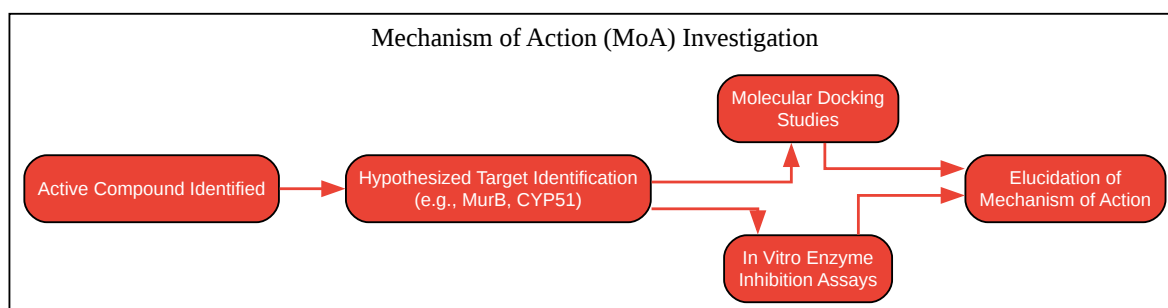 Mechanism of Action (MoA) Investigation
Active Compound Identified
Hypothesized Target Identification
(e.g., MurB, CYP51)
Molecular Docking
Studies
In Vitro Enzyme
Inhibition Assays
Elucidation of
Mechanism of Action